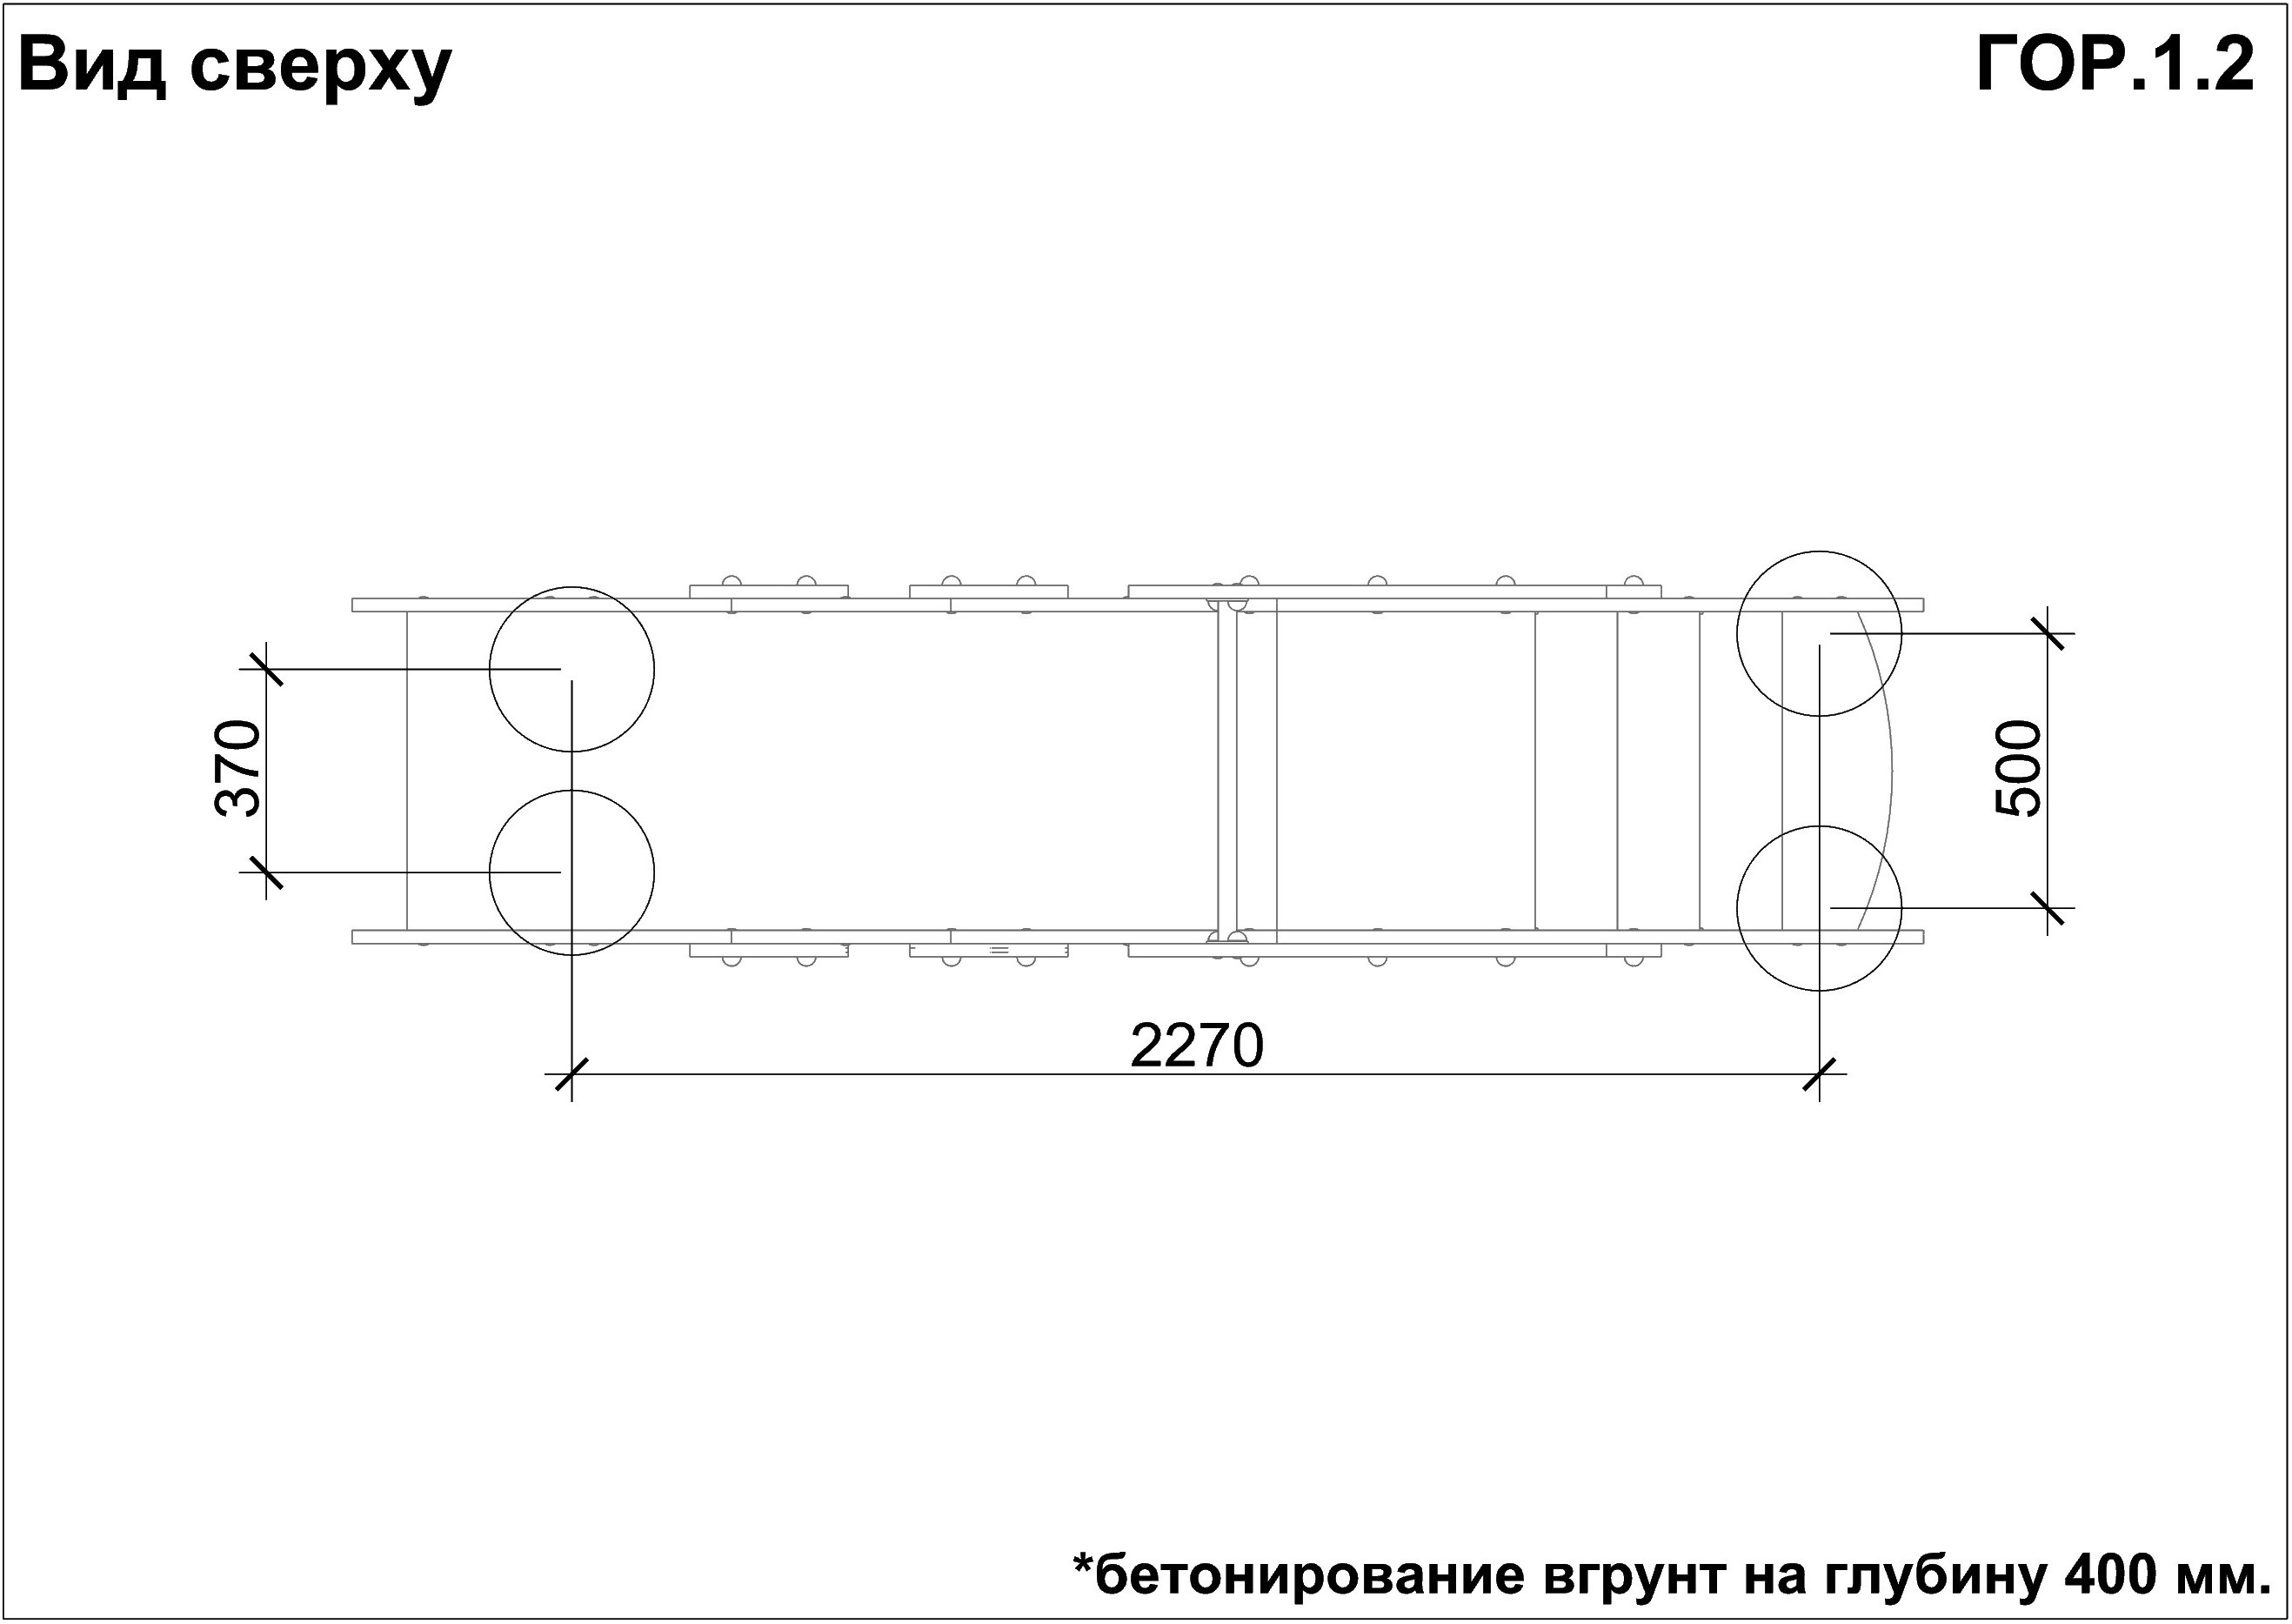 Вид сверху
ГОР.1.2
370
500
2270
*бетонирование вгрунт на глубину 400 мм.